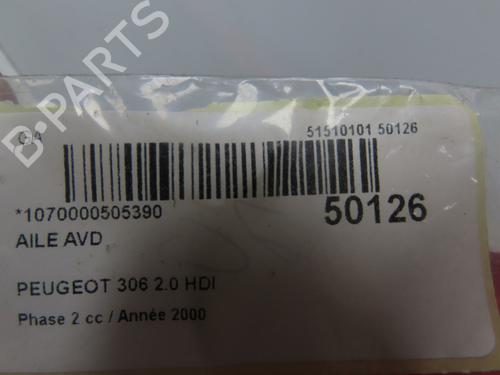 B-PARTS
51510101 50126
*1070000505390
50126
AILE AVD
PEUGEOT 306 2.0 HDI
Phase 2 cc / Année 2000